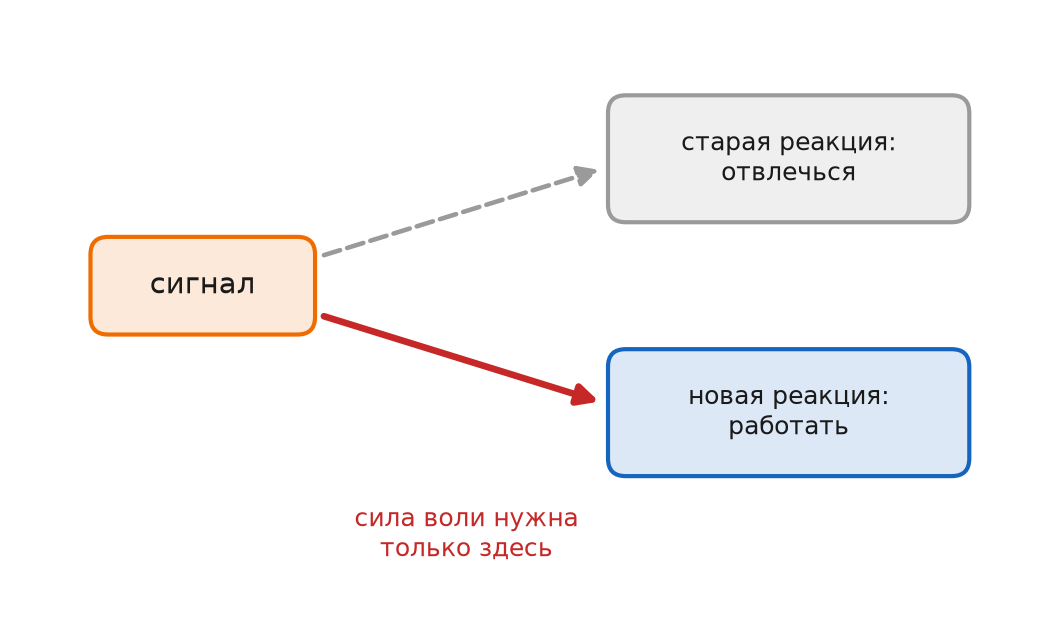 старая реакция:
отвлечься
сигнал
новая реакция:
работать
сила воли нужна
только здесь